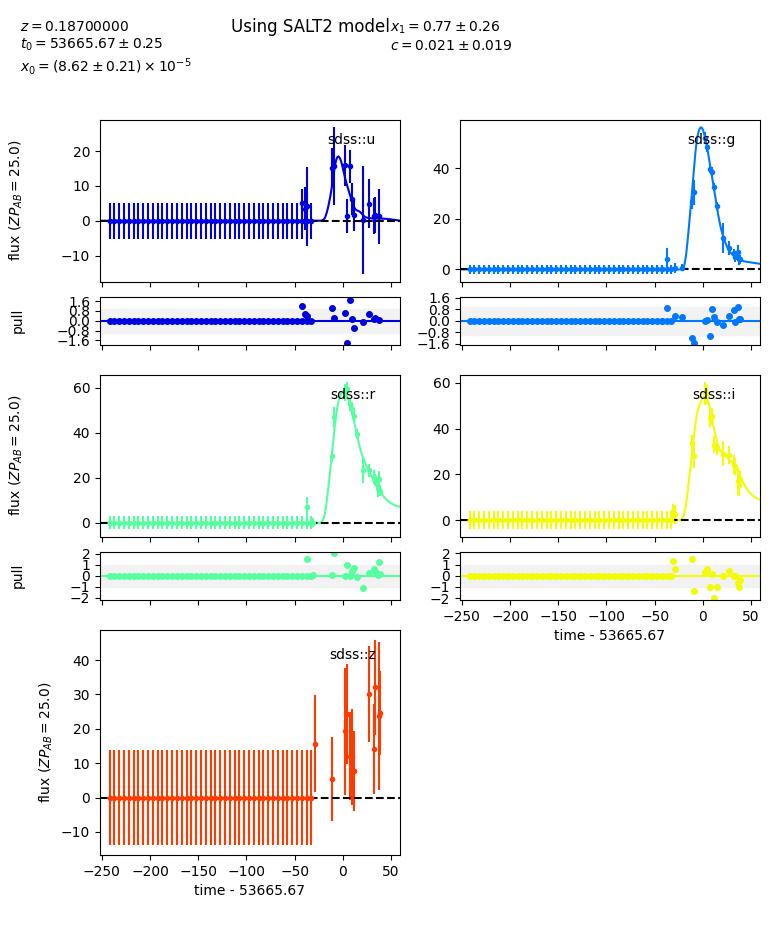 Using SALT2 model
z = 0.18700000
t₀ = 53665.67 ± 0.25
x₀ = (8.62 ± 0.21) × 10⁻⁵
x₁ = 0.77 ± 0.26
c = 0.021 ± 0.019
sdss::u
flux (ZP_AB = 25.0)
20
10
0
−10
sdss::g
40
20
0
pull
1.6
0.8
0.0
−0.8
−1.6
1.6
0.8
0.0
−0.8
−1.6
sdss::r
flux (ZP_AB = 25.0)
60
40
20
0
sdss::i
60
40
20
0
pull
2
1
0
−1
−2
2
1
0
−1
−2
−250 −200 −150 −100 −50 0 50
time - 53665.67
sdss::z
flux (ZP_AB = 25.0)
40
30
20
10
0
−10
−250 −200 −150 −100 −50 0 50
time - 53665.67